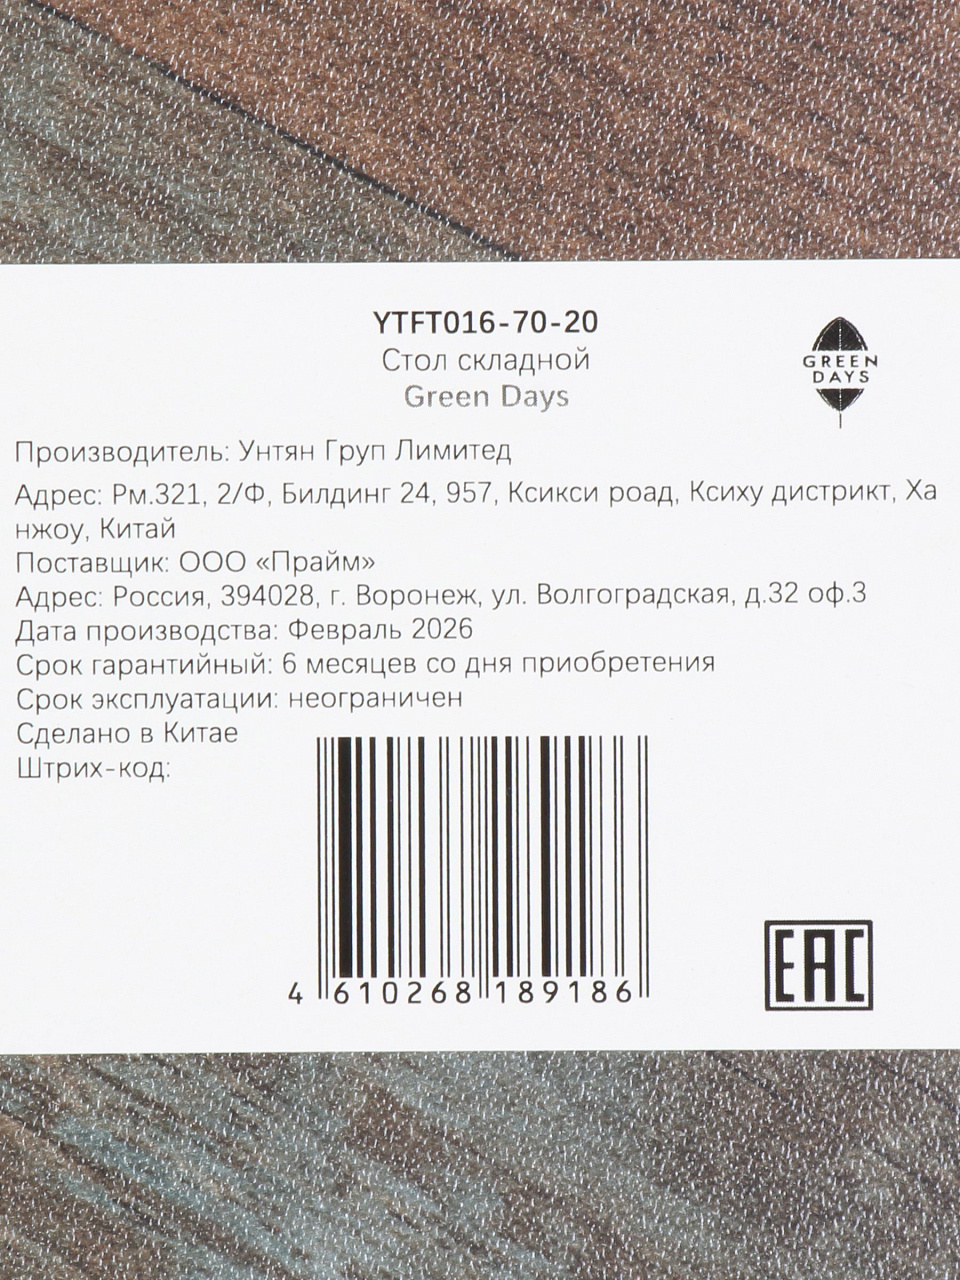 YTFT016-70-20
Стол складной
Green Days
GREEN
DAYS
Производитель: Унтян Груп Лимитед
Адрес: Рм.321, 2/Ф, Билдинг 24, 957, Ксикси роад, Ксиху дистрикт, Ха
нжоу, Китай
Поставщик: ООО «Прайм»
Адрес: Россия, 394028, г. Воронеж, ул. Волгоградская, д.32 оф.3
Дата производства: Февраль 2026
Срок гарантийный: 6 месяцев со дня приобретения
Срок эксплуатации: неограничен
Сделано в Китае
Штрих-код:
4 610268 189186
EAC